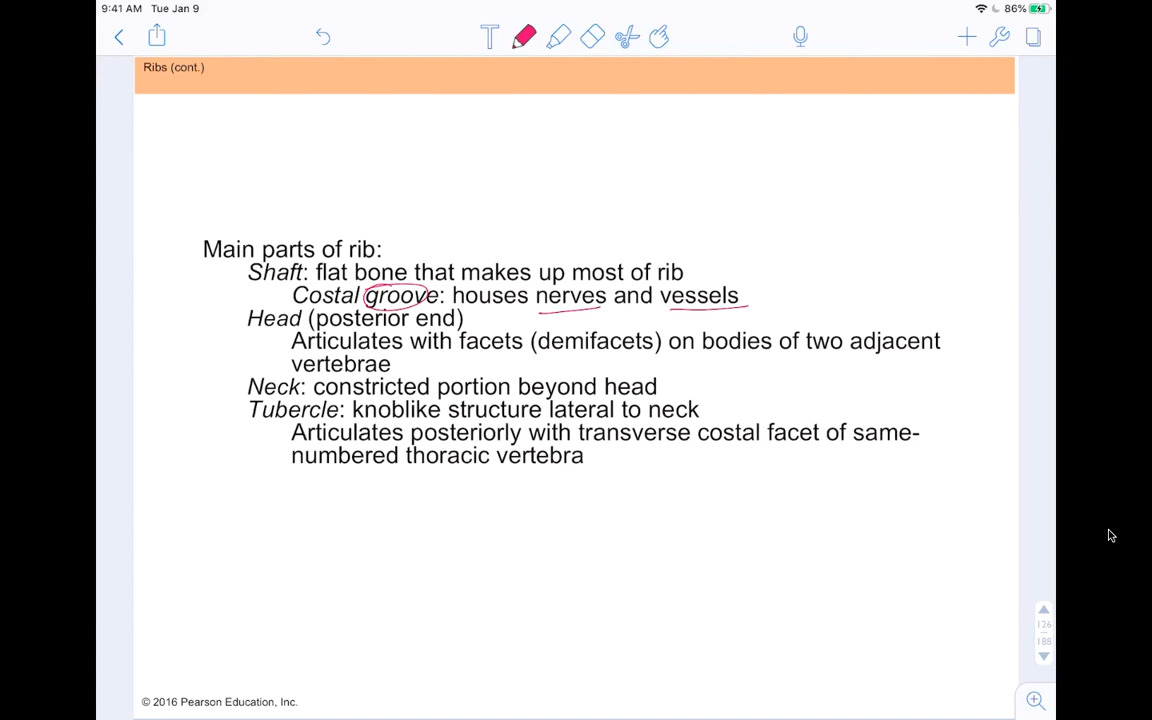 9:41 AM Tue Jan 9
86%
Ribs (cont.)
Main parts of rib:
Shaft: flat bone that makes up most of rib
Costal groove: houses nerves and vessels
Head (posterior end)
Articulates with facets (demifacets) on bodies of two adjacent
vertebrae
Neck: constricted portion beyond head
Tubercle: knoblike structure lateral to neck
Articulates posteriorly with transverse costal facet of same-
numbered thoracic vertebra
126
188
© 2016 Pearson Education, Inc.